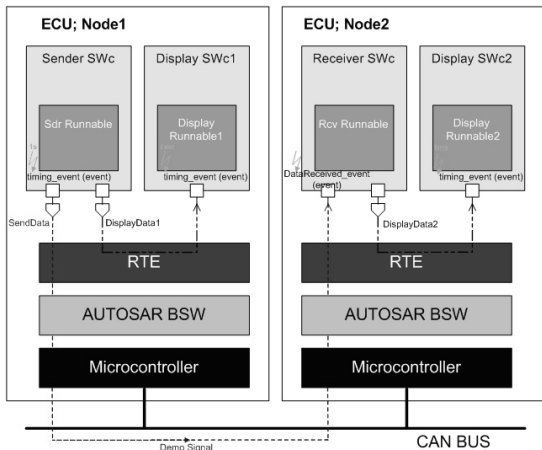 ECU; Node1
Sender SWc
Display SWc1
Sdr Runnable
Display
Runnable1
1s
timing_event (event)
timing_event (event)
SendData
DisplayData1
RTE
AUTOSAR BSW
Microcontroller
ECU; Node2
Receiver SWc
Display SWc2
Rcv Runnable
Display
Runnable2
DataReceived_event
(event)
timing_event (event)
DisplayData2
RTE
AUTOSAR BSW
Microcontroller
Demo Signal
CAN BUS